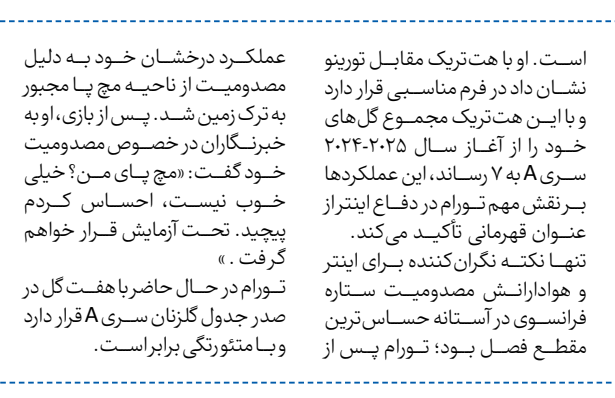 است. او با هت‌تریک مقابل تورینو
نشان داد در فرم مناسبی قرار دارد
و با این هت‌تریک مجموع گل‌های
خود را از آغاز سال ۲۰۲۵-۲۰۲۴
سری A به ۷ رساند، این عملکردها
بر نقش مهم تورام در دفاع اینتر از
عنوان قهرمانی تأکید می‌کند.
تنها نکته نگران‌کننده برای اینتر
و هوادارانش مصدومیت ستاره
فرانسوی در آستانه حساس‌ترین
مقطع فصل بود؛ تورام پس از
عملکرد درخشان خود به دلیل
مصدومیت از ناحیه مچ پا مجبور
به ترک زمین شد. پس از بازی، او به
خبرنگاران در خصوص مصدومیت
خود گفت: «مچ پای من؟ خیلی
خوب نیست، احساس کردم
پیچید. تحت آزمایش قرار خواهم
گرفت . »
تورام در حال حاضر با هفت گل در
صدر جدول گلزنان سری A قرار دارد
و با متئو رتگی برابر است.